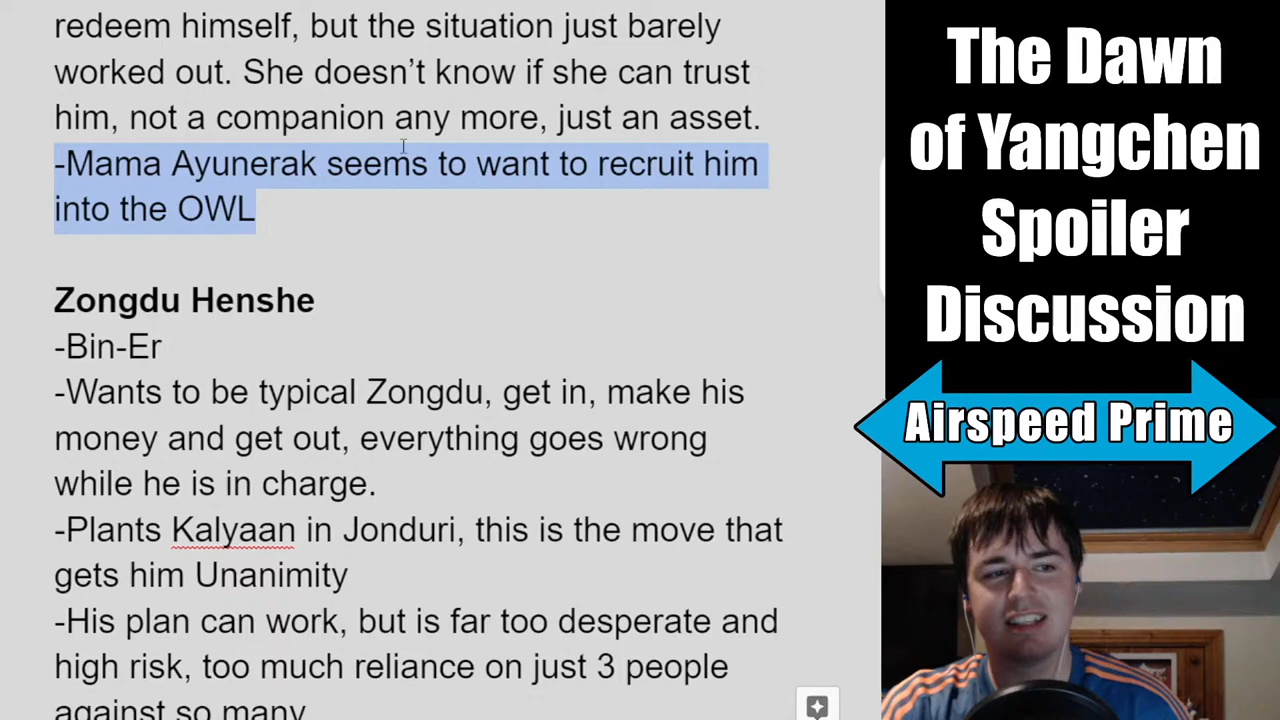 redeem himself, but the situation just barely
worked out. She doesn’t know if she can trust
him, not a companion any more, just an asset.
-Mama Ayunerak seems to want to recruit him
into the OWL
Zongdu Henshe
-Bin-Er
-Wants to be typical Zongdu, get in, make his
money and get out, everything goes wrong
while he is in charge.
-Plants Kalyaan in Jonduri, this is the move that
gets him Unanimity
-His plan can work, but is far too desperate and
high risk, too much reliance on just 3 people
against so many
The Dawn
of Yangchen
Spoiler
Discussion
Airspeed Prime